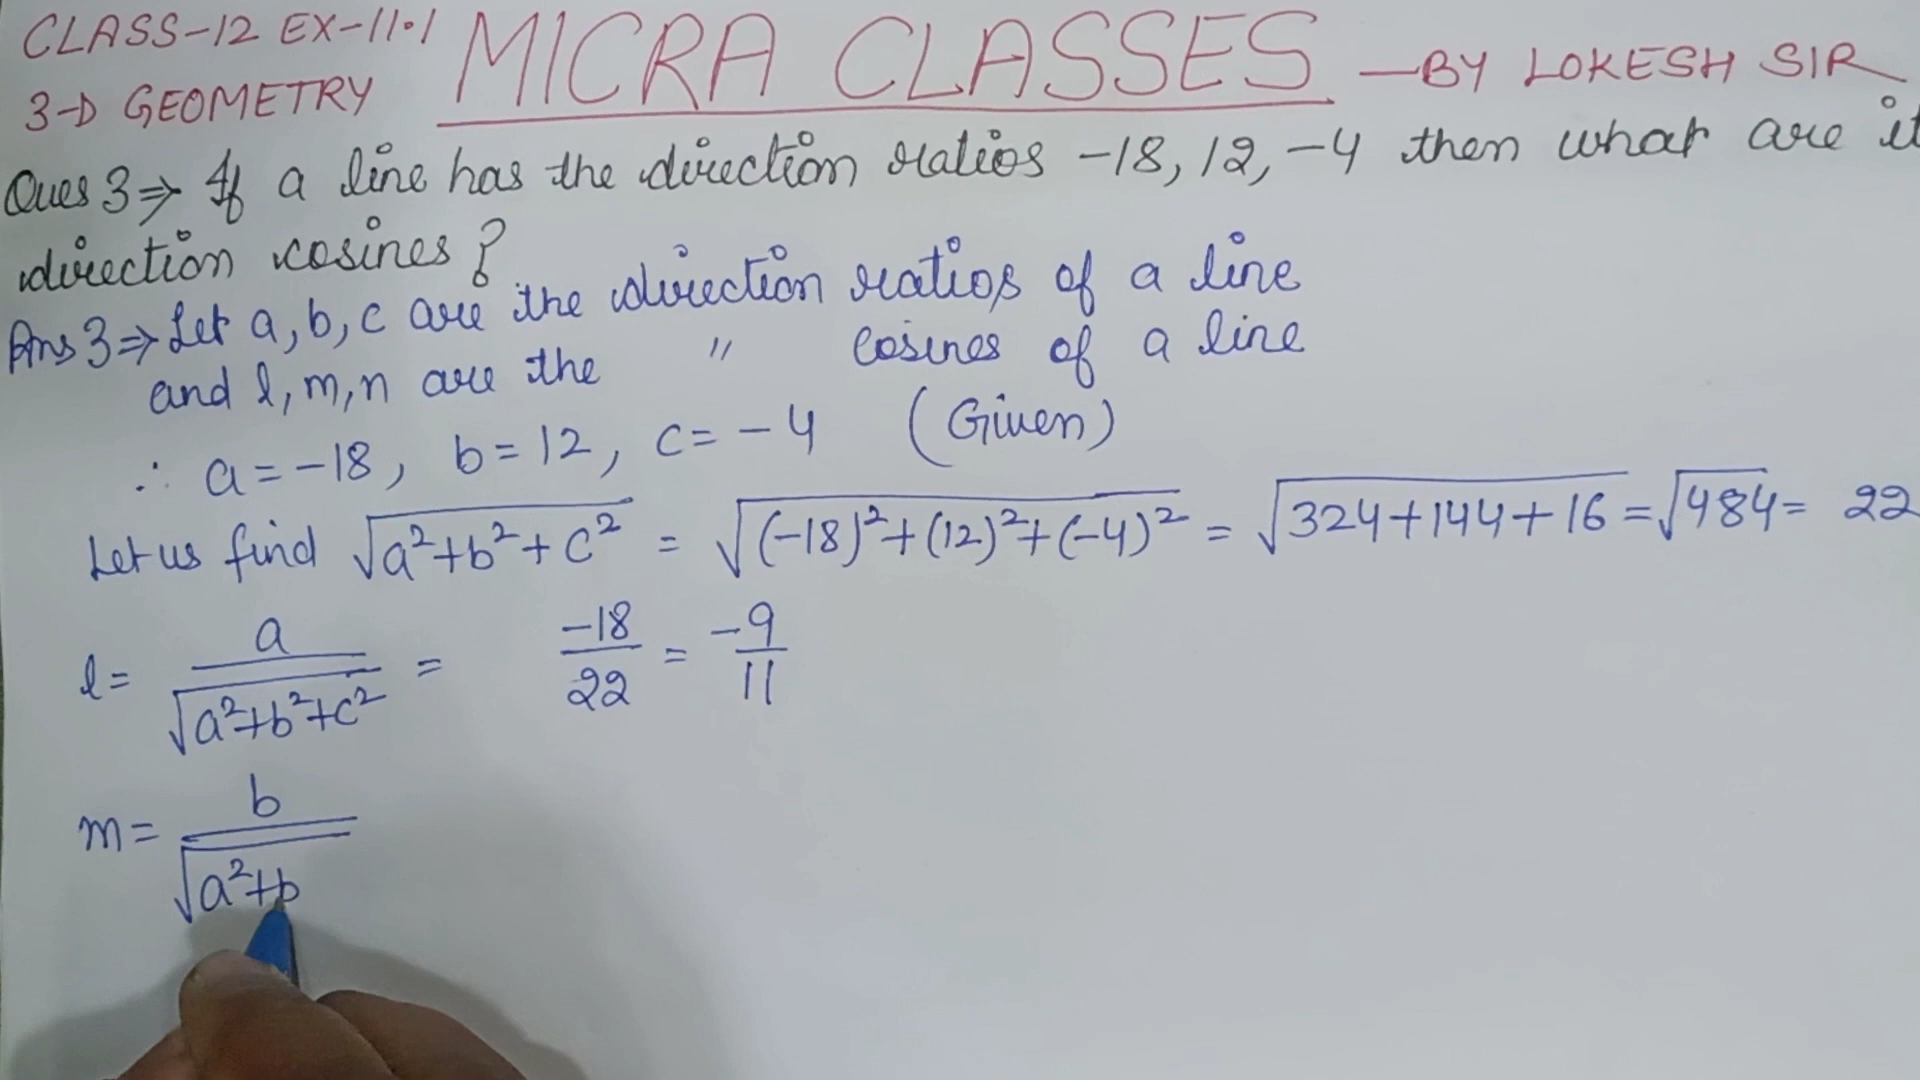 CLASS-12 EX-11.1 MICRA CLASSES -BY LOKESH SIR
3-D GEOMETRY
Ques 3⇒ If a line has the direction ratios -18, 12, -4 then what are it
direction cosines?
Ans 3⇒ Let a, b, c are the direction ratios of a line
and l, m, n are the " Cosines of a line
∴ a = -18, b = 12, c = -4 (Given)
Let us find √(a²+b²+c²) = √((-18)²+(12)²+(-4)²) = √(324+144+16) = √484 = 22
l = a/√(a²+b²+c²) = -18/22 = -9/11
m = b/√(a²+b